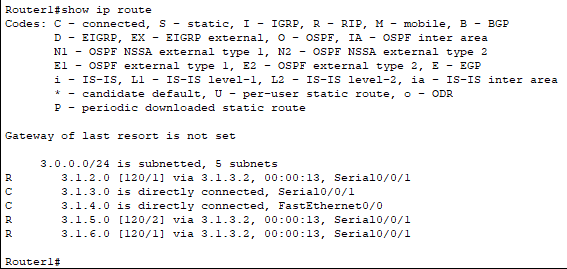 Router1#show ip route
Codes: C - connected, S - static, I - IGRP, R - RIP, M - mobile, B - BGP
       D - EIGRP, EX - EIGRP external, O - OSPF, IA - OSPF inter area
       N1 - OSPF NSSA external type 1, N2 - OSPF NSSA external type 2
       E1 - OSPF external type 1, E2 - OSPF external type 2, E - EGP
       i - IS-IS, L1 - IS-IS level-1, L2 - IS-IS level-2, ia - IS-IS inter area
       * - candidate default, U - per-user static route, o - ODR
       P - periodic downloaded static route
Gateway of last resort is not set
     3.0.0.0/24 is subnetted, 5 subnets
R       3.1.2.0 [120/1] via 3.1.3.2, 00:00:13, Serial0/0/1
C       3.1.3.0 is directly connected, Serial0/0/1
C       3.1.4.0 is directly connected, FastEthernet0/0
R       3.1.5.0 [120/2] via 3.1.3.2, 00:00:13, Serial0/0/1
R       3.1.6.0 [120/1] via 3.1.3.2, 00:00:13, Serial0/0/1
Router1#